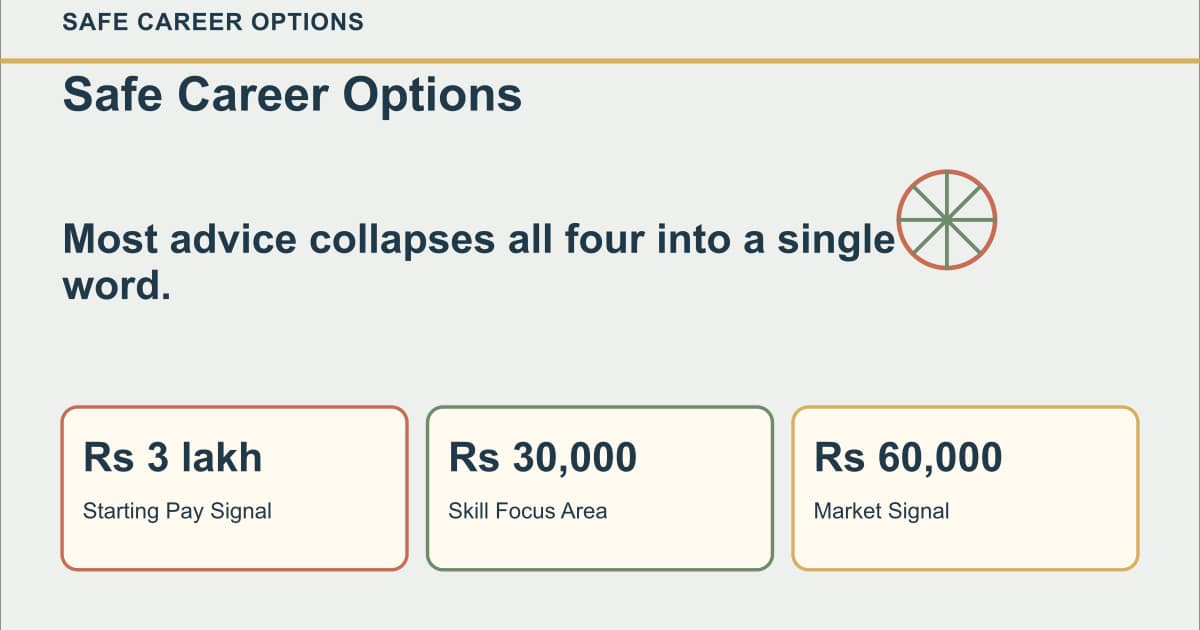 SAFE CAREER OPTIONS
Safe Career Options
Most advice collapses all four into a single
word.
Rs 3 lakh
Starting Pay Signal
Rs 30,000
Skill Focus Area
Rs 60,000
Market Signal